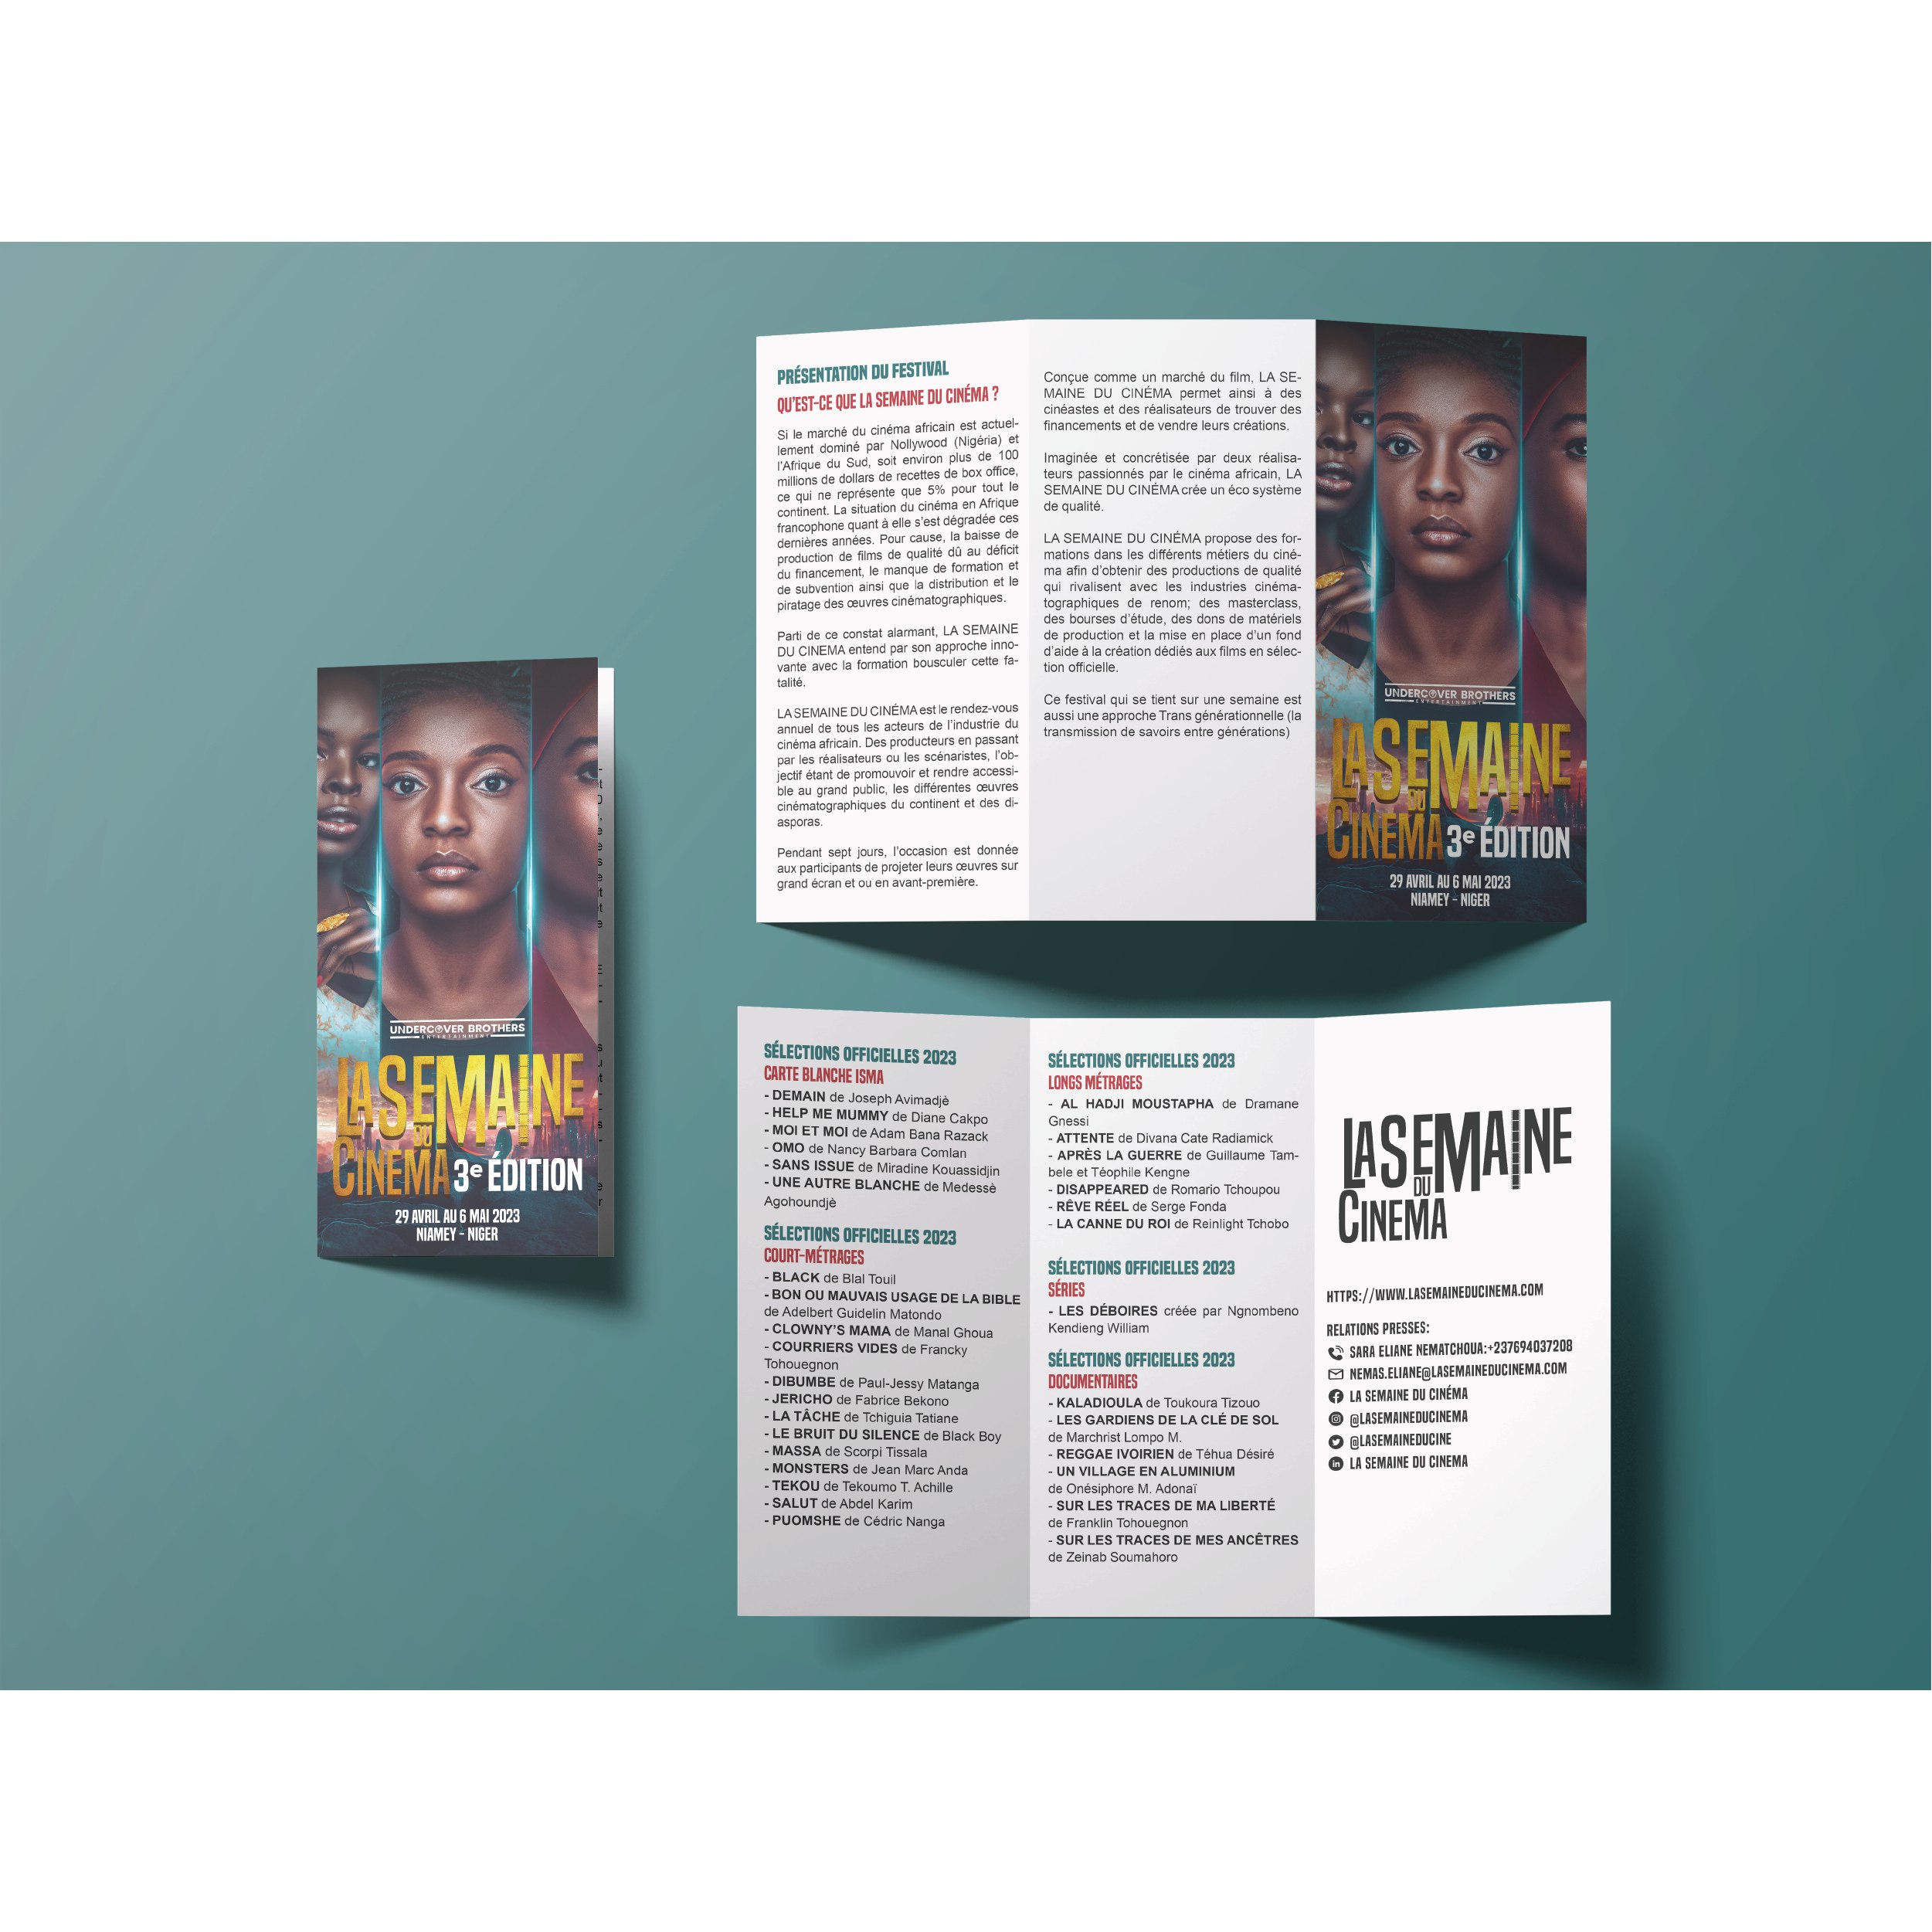 UNDERCOVER BROTHERS
ENTERTAINMENT
LA SEMAINE
DU
CINEMA 3e ÉDITION
29 AVRIL AU 6 MAI 2023
NIAMEY - NIGER
PRÉSENTATION DU FESTIVAL
QU'EST-CE QUE LA SEMAINE DU CINÉMA ?
Si le marché du cinéma africain est actuel-
lement dominé par Nollywood (Nigéria) et
l'Afrique du Sud, soit environ plus de 100
millions de dollars de recettes de box office,
ce qui ne représente que 5% pour tout le
continent. La situation du cinéma en Afrique
francophone quant à elle s'est dégradée ces
dernières années. Pour cause, la baisse de
production de films de qualité dû au déficit
du financement, le manque de formation et
de subvention ainsi que la distribution et le
piratage des œuvres cinématographiques.
Parti de ce constat alarmant, LA SEMAINE
DU CINEMA entend par son approche inno-
vante avec la formation bousculer cette fa-
talité.
LA SEMAINE DU CINÉMA est le rendez-vous
annuel de tous les acteurs de l'industrie du
cinéma africain. Des producteurs en passant
par les réalisateurs ou les scénaristes, l'ob-
jectif étant de promouvoir et rendre accessi-
ble au grand public, les différentes œuvres
cinématographiques du continent et des di-
asporas.
Pendant sept jours, l'occasion est donnée
aux participants de projeter leurs œuvres sur
grand écran et ou en avant-première.
Conçue comme un marché du film, LA SE-
MAINE DU CINÉMA permet ainsi à des
cinéastes et des réalisateurs de trouver des
financements et de vendre leurs créations.
Imaginée et concrétisée par deux réalisa-
teurs passionnés par le cinéma africain, LA
SEMAINE DU CINÉMA crée un éco système
de qualité.
LA SEMAINE DU CINÉMA propose des for-
mations dans les différents métiers du ciné-
ma afin d'obtenir des productions de qualité
qui rivalisent avec les industries cinéma-
tographiques de renom; des masterclass,
des bourses d'étude, des dons de matériels
de production et la mise en place d'un fond
d'aide à la création dédiés aux films en sélec-
tion officielle.
Ce festival qui se tient sur une semaine est
aussi une approche Trans générationnelle (la
transmission de savoirs entre générations)
UNDERCOVER BROTHERS
ENTERTAINMENT
LA SEMAINE
DU
CINEMA 3e ÉDITION
29 AVRIL AU 6 MAI 2023
NIAMEY - NIGER
SÉLECTIONS OFFICIELLES 2023
CARTE BLANCHE ISMA
- DEMAIN de Joseph Avimadjè
- HELP ME MUMMY de Diane Cakpo
- MOI ET MOI de Adam Bana Razack
- OMO de Nancy Barbara Comlan
- SANS ISSUE de Miradine Kouassidjin
- UNE AUTRE BLANCHE de Medessè
Agohoundjè
SÉLECTIONS OFFICIELLES 2023
COURT-MÉTRAGES
- BLACK de Blal Touil
- BON OU MAUVAIS USAGE DE LA BIBLE
de Adelbert Guidelin Matondo
- CLOWNY'S MAMA de Manal Ghoua
- COURRIERS VIDES de Francky
Tohouegnon
- DIBUMBE de Paul-Jessy Matanga
- JERICHO de Fabrice Bekono
- LA TÂCHE de Tchiguia Tatiane
- LE BRUIT DU SILENCE de Black Boy
- MASSA de Scorpi Tissala
- MONSTERS de Jean Marc Anda
- TEKOU de Tekoumo T. Achille
- SALUT de Abdel Karim
- PUOMSHE de Cédric Nanga
SÉLECTIONS OFFICIELLES 2023
LONGS MÉTRAGES
- AL HADJI MOUSTAPHA de Dramane
Gnessi
- ATTENTE de Divana Cate Radiamick
- APRÈS LA GUERRE de Guillaume Tam-
bele et Téophile Kengne
- DISAPPEARED de Romario Tchoupou
- RÊVE RÉEL de Serge Fonda
- LA CANNE DU ROI de Reinlight Tchobo
SÉLECTIONS OFFICIELLES 2023
SÉRIES
- LES DÉBOIRES créée par Ngnombeno
Kendieng William
SÉLECTIONS OFFICIELLES 2023
DOCUMENTAIRES
- KALADIOULA de Toukoura Tizouo
- LES GARDIENS DE LA CLÉ DE SOL
de Marchrist Lompo M.
- REGGAE IVOIRIEN de Téhua Désiré
- UN VILLAGE EN ALUMINIUM
de Onésiphore M. Adonaï
- SUR LES TRACES DE MA LIBERTÉ
de Franklin Tohouegnon
- SUR LES TRACES DE MES ANCÊTRES
de Zeinab Soumahoro
LA SEMAINE
DU
CINEMA
HTTPS://WWW.LASEMAINEDUCINEMA.COM
RELATIONS PRESSES:
SARA ELIANE NEMATCHOUA:+237694037208
NEMAS.ELIANE@LASEMAINEDUCINEMA.COM
LA SEMAINE DU CINÉMA
@LASEMAINEDUCINEMA
@LASEMAINEDUCINE
LA SEMAINE DU CINEMA